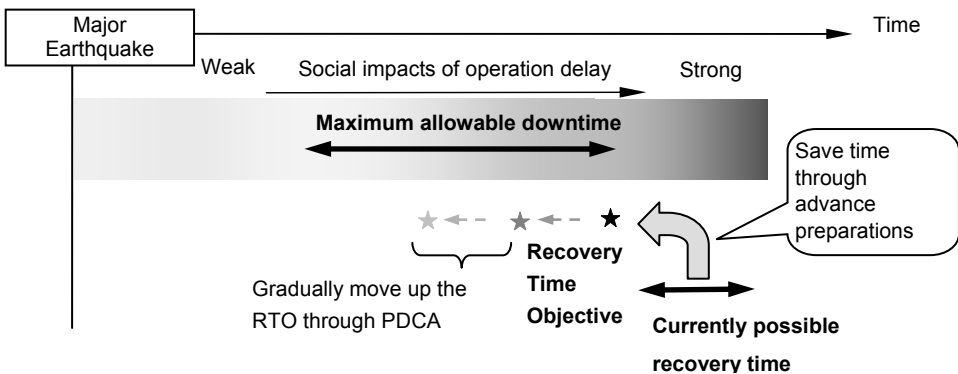 Major
Earthquake
Time
Weak
Social impacts of operation delay
Strong
Maximum allowable downtime
Save time
through
advance
preparations
Recovery
Time
Objective
Gradually move up the
RTO through PDCA
Currently possible
recovery time